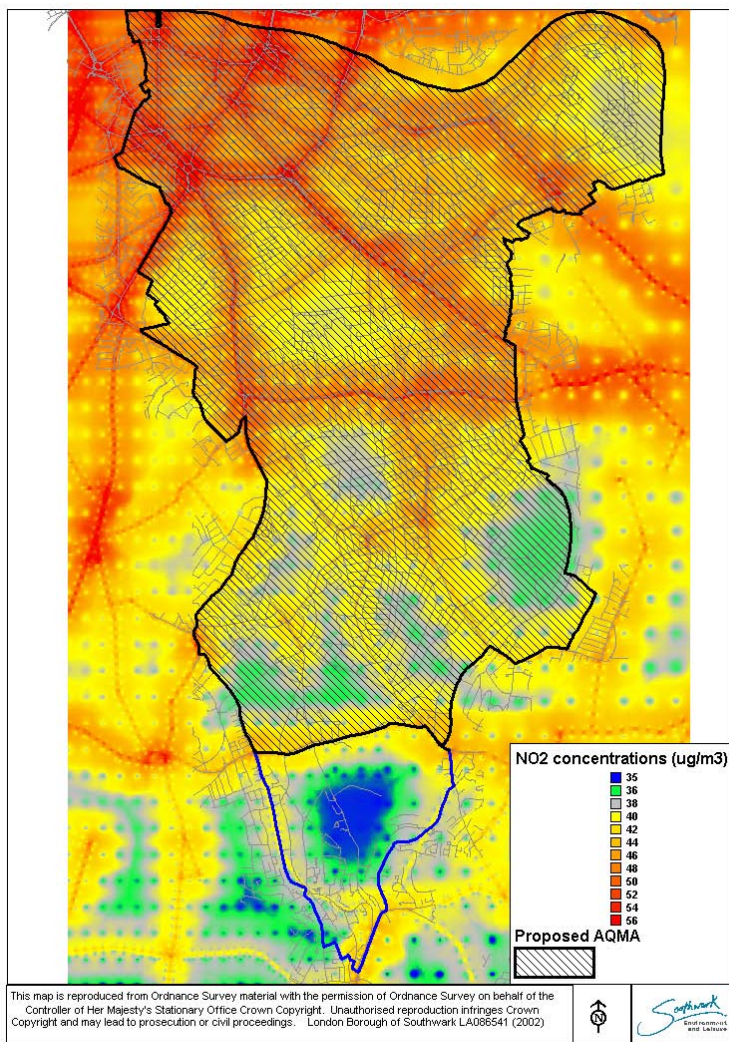 NO2 concentrations (ug/m3)
35
36
38
40
42
44
46
48
50
52
54
56
Proposed AQMA
This map is reproduced from Ordnance Survey material with the permission of Ordnance Survey on behalf of the
Controller of Her Majesty's Stationary Office Crown Copyright. Unauthorised reproduction infringes Crown
Copyright and may lead to prosecution or civil proceedings. London Borough of Southwark LA086541 (2002)
N
Southwark
Environment
and Leisure